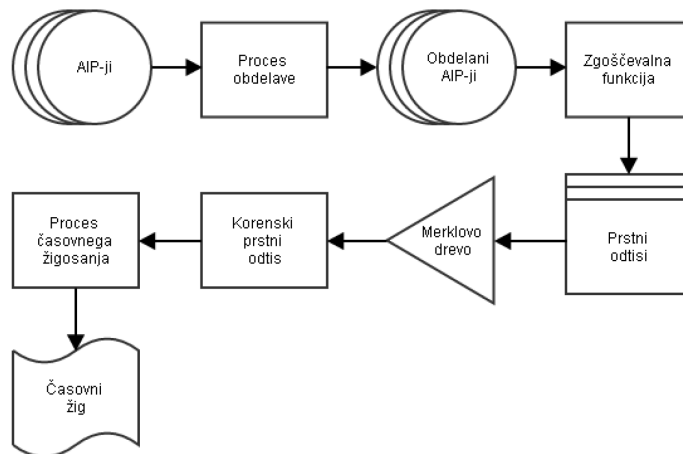 AIP-ji
Proces
obdelave
Obdelani
AIP-ji
Zgoščevalna
funkcija
Prstni
odtisi
Merklovo
drevo
Korenski
prstni
odtis
Proces
časovnega
žigosanja
Časovni
žig